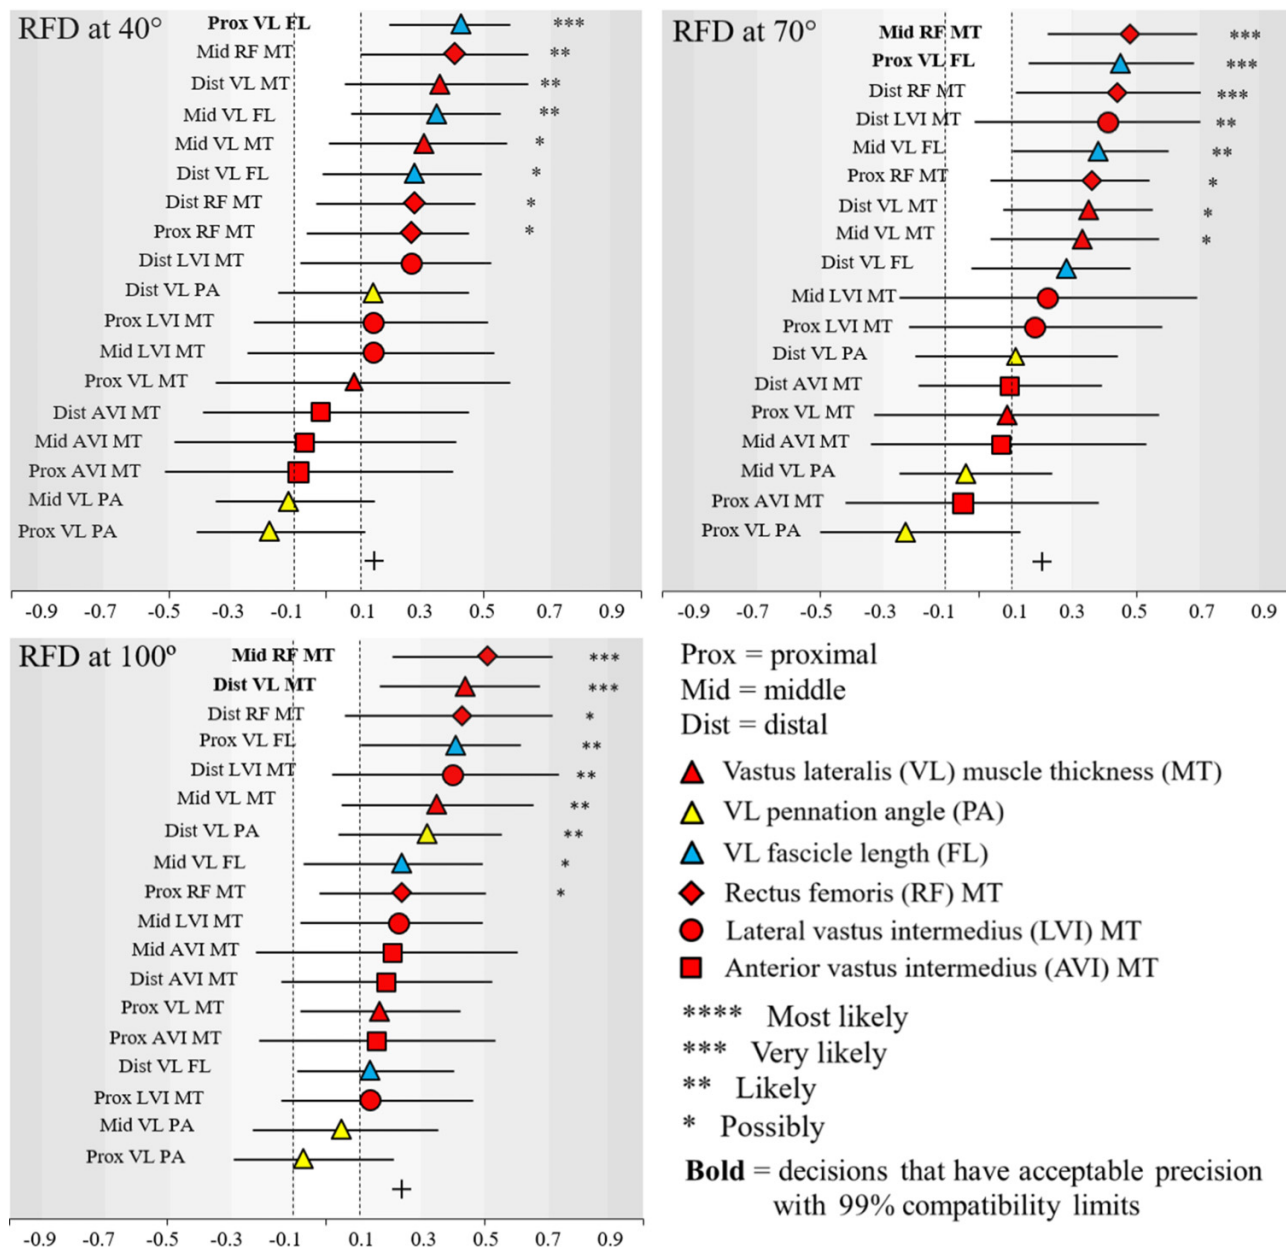 RFD at 40°
Prox VL FL ***
Mid RF MT **
Dist VL MT **
Mid VL FL **
Mid VL MT *
Dist VL FL *
Dist RF MT *
Prox RF MT *
Dist LVI MT
Dist VL PA
Prox LVI MT
Mid LVI MT
Prox VL MT
Dist AVI MT
Mid AVI MT
Prox AVI MT
Mid VL PA
Prox VL PA
-0.9 -0.7 -0.5 -0.3 -0.1 0.1 0.3 0.5 0.7 0.9
RFD at 70°
Mid RF MT ***
Prox VL FL ***
Dist RF MT ***
Dist LVI MT **
Mid VL FL **
Prox RF MT *
Dist VL MT *
Mid VL MT *
Dist VL FL
Mid LVI MT
Prox LVI MT
Dist VL PA
Dist AVI MT
Prox VL MT
Mid AVI MT
Mid VL PA
Prox AVI MT
Prox VL PA
-0.9 -0.7 -0.5 -0.3 -0.1 0.1 0.3 0.5 0.7 0.9
RFD at 100º
Mid RF MT ***
Dist VL MT ***
Dist RF MT *
Prox VL FL **
Dist LVI MT **
Mid VL MT **
Dist VL PA **
Mid VL FL *
Prox RF MT *
Mid LVI MT
Mid AVI MT
Dist AVI MT
Prox VL MT
Prox AVI MT
Dist VL FL
Prox LVI MT
Mid VL PA
Prox VL PA
-0.9 -0.7 -0.5 -0.3 -0.1 0.1 0.3 0.5 0.7 0.9
Prox = proximal
Mid = middle
Dist = distal
Vastus lateralis (VL) muscle thickness (MT)
VL pennation angle (PA)
VL fascicle length (FL)
Rectus femoris (RF) MT
Lateral vastus intermedius (LVI) MT
Anterior vastus intermedius (AVI) MT
**** Most likely
*** Very likely
** Likely
* Possibly
Bold = decisions that have acceptable precision
with 99% compatibility limits